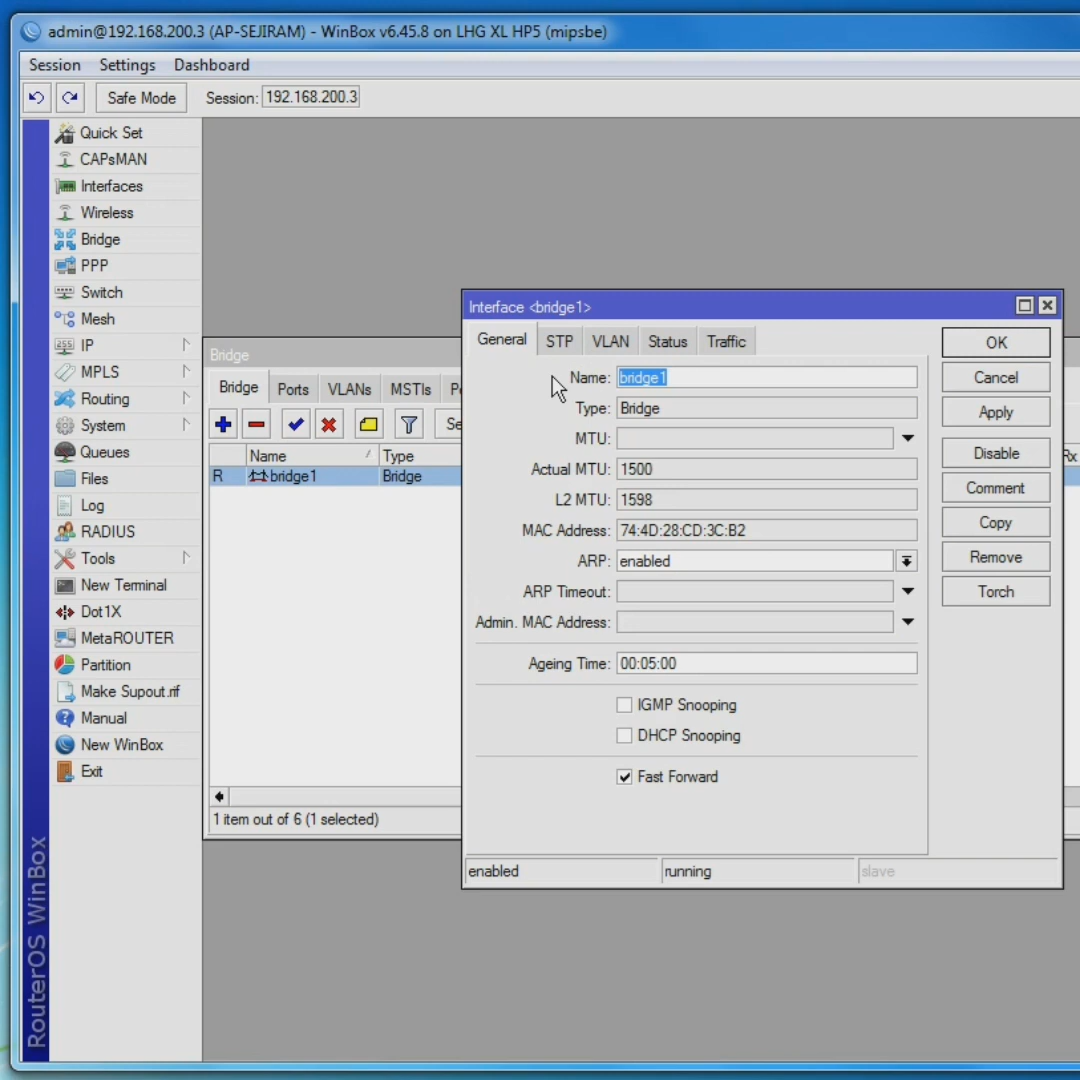 admin@192.168.200.3 (AP-SEJIRAM) - WinBox v6.45.8 on LHG XL HP5 (mipsbe)
Session Settings Dashboard
Safe Mode Session: 192.168.200.3
Quick Set
CAPsMAN
Interfaces
Wireless
Bridge
PPP
Switch
Mesh
IP
MPLS
Routing
System
Queues
Files
Log
RADIUS
Tools
New Terminal
Dot1X
MetaROUTER
Partition
Make Supout.rif
Manual
New WinBox
Exit
RouterOS WinBox
Bridge
Bridge Ports VLANs MSTIs
Name / Type
Rx
R bridge1 Bridge
1 item out of 6 (1 selected)
Interface <bridge1>
General STP VLAN Status Traffic
Name: bridge1
Type: Bridge
MTU:
Actual MTU: 1500
L2 MTU: 1598
MAC Address: 74:4D:28:CD:3C:B2
ARP: enabled
ARP Timeout:
Admin. MAC Address:
Ageing Time: 00:05:00
IGMP Snooping
DHCP Snooping
Fast Forward
OK
Cancel
Apply
Disable
Comment
Copy
Remove
Torch
enabled running slave